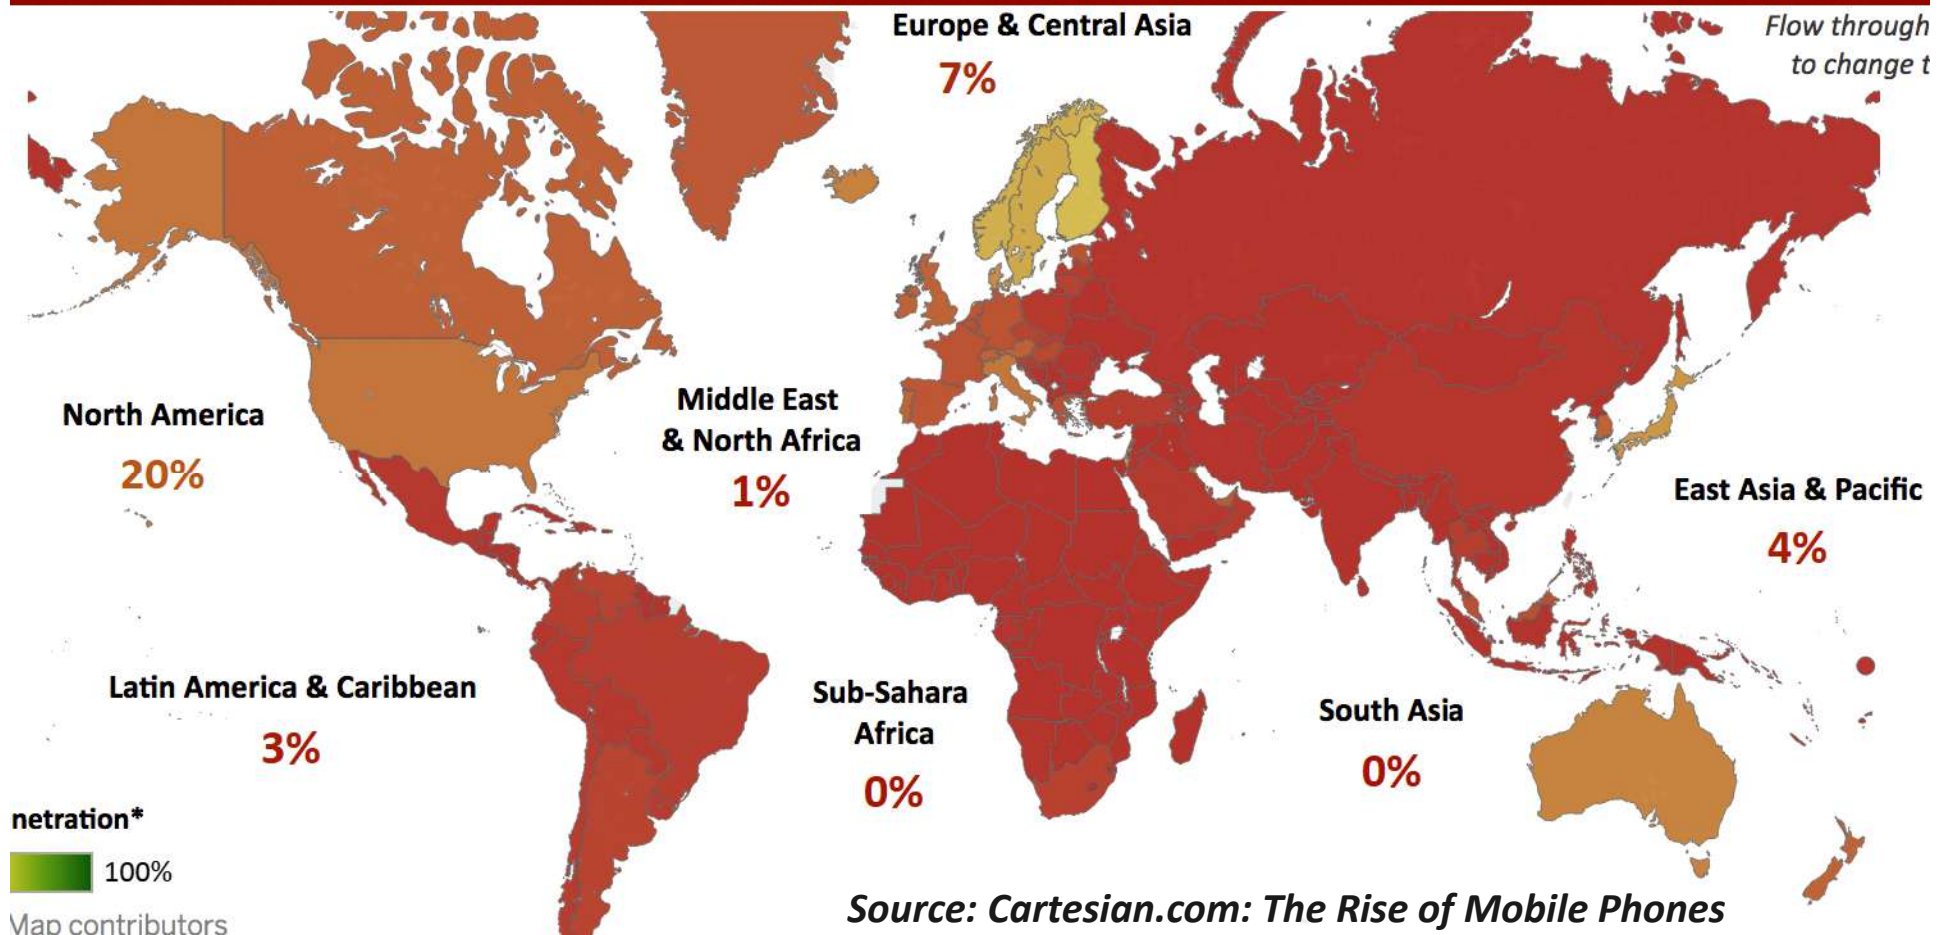 Europe & Central Asia
7%
Flow through
to change t
North America
20%
Middle East
& North Africa
1%
East Asia & Pacific
4%
Latin America & Caribbean
3%
Sub-Sahara
Africa
0%
South Asia
0%
netration*
100%
Map contributors
Source: Cartesian.com: The Rise of Mobile Phones